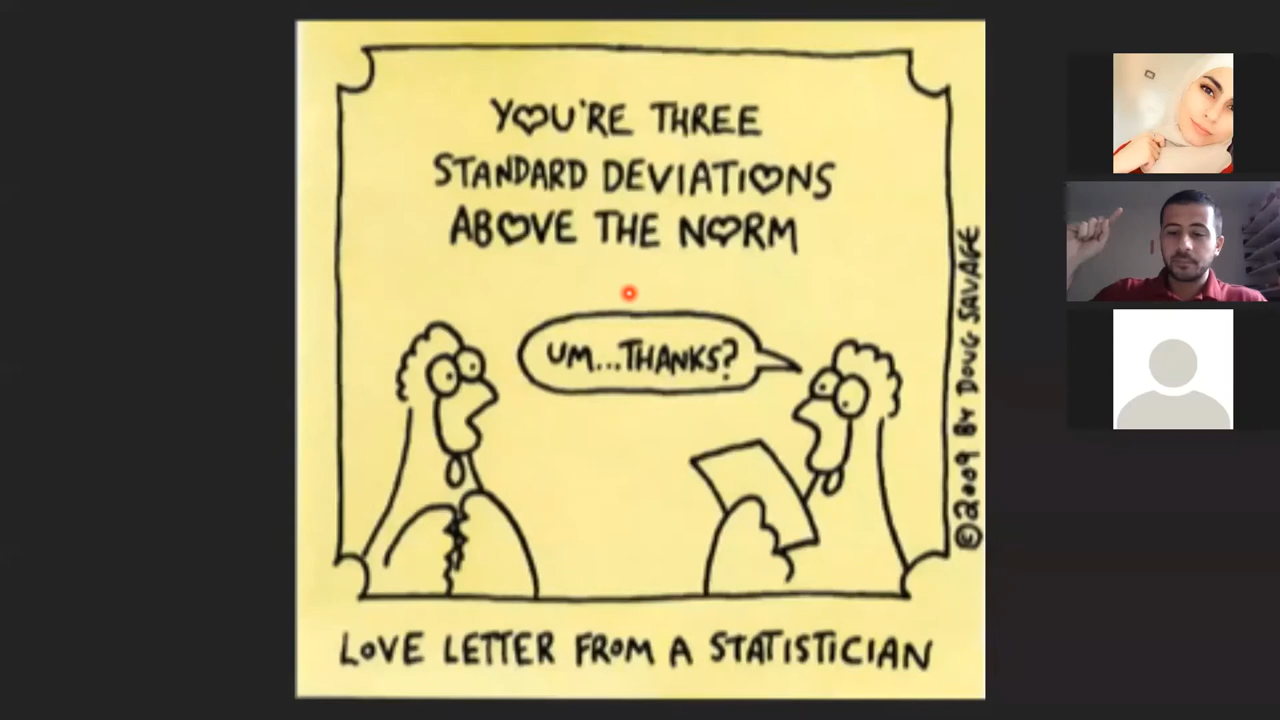 YOU'RE THREE
STANDARD DEVIATIONS
ABOVE THE NORM
UM...THANKS?
©2009 BY DOUG SAVAGE
LOVE LETTER FROM A STATISTICIAN